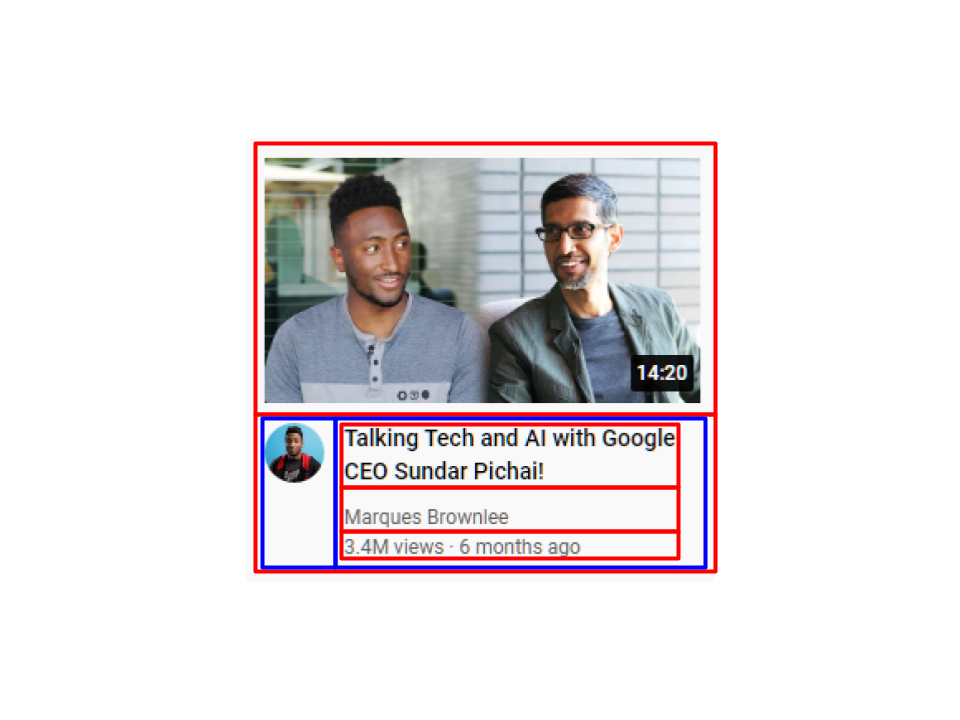 14:20
Talking Tech and AI with Google
CEO Sundar Pichai!
Marques Brownlee
3.4M views · 6 months ago